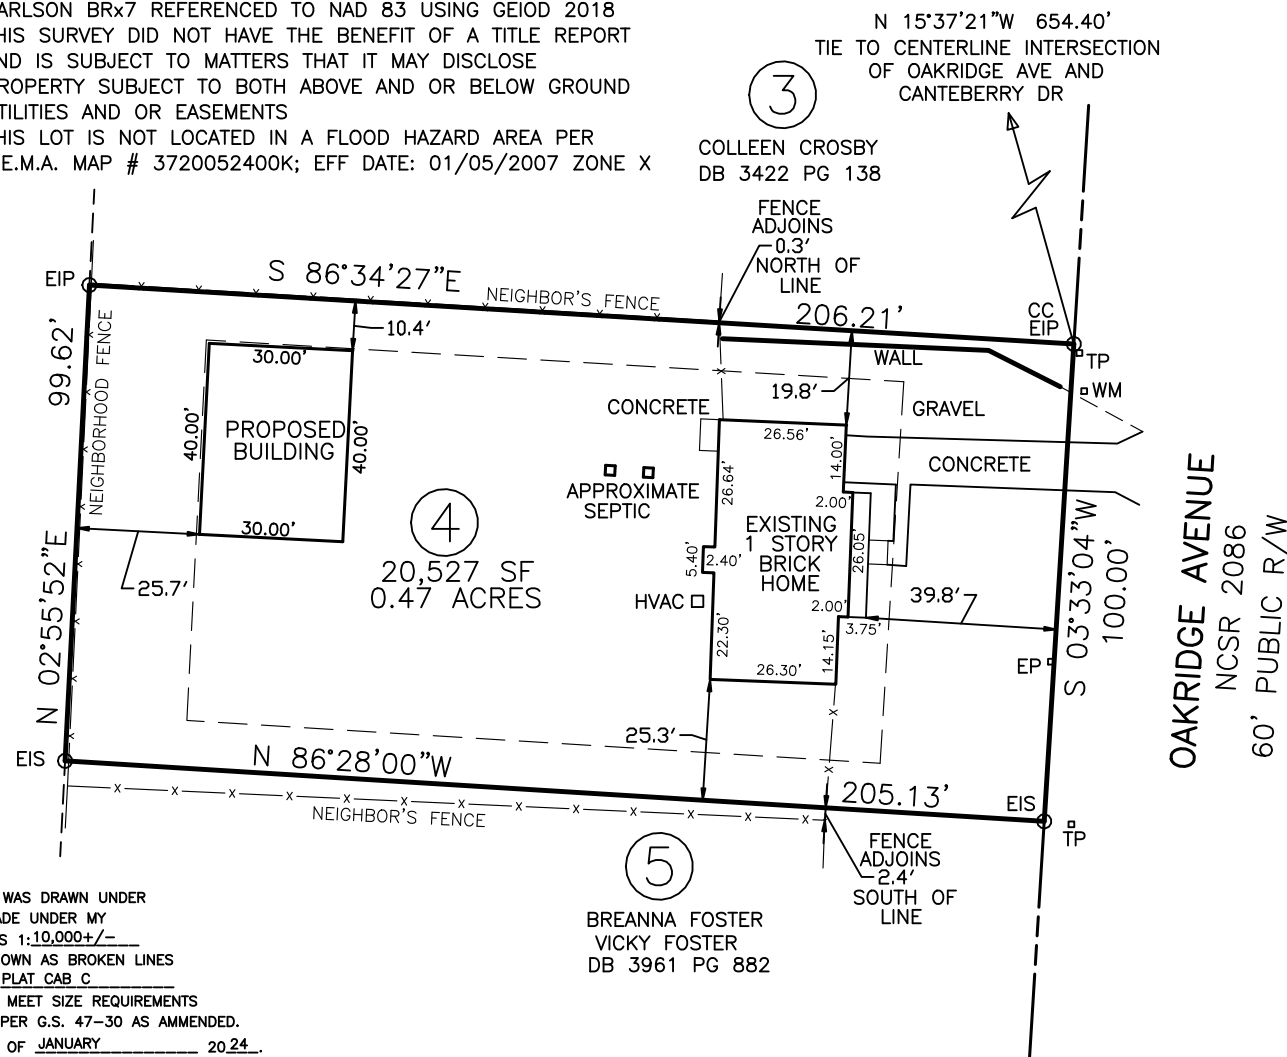 ARLSON BRx7 REFERENCED TO NAD 83 USING GEIOD 2018
HIS SURVEY DID NOT HAVE THE BENEFIT OF A TITLE REPORT
ND IS SUBJECT TO MATTERS THAT IT MAY DISCLOSE
ROPERTY SUBJECT TO BOTH ABOVE AND OR BELOW GROUND
TILITIES AND OR EASEMENTS
HIS LOT IS NOT LOCATED IN A FLOOD HAZARD AREA PER
.E.M.A. MAP # 3720052400K; EFF DATE: 01/05/2007 ZONE X
N 15°37'21"W 654.40'
TIE TO CENTERLINE INTERSECTION
OF OAKRIDGE AVE AND
CANTEBERRY DR
3
COLLEEN CROSBY
DB 3422 PG 138
FENCE
ADJOINS
0.3'
NORTH OF
LINE
EIP
S 86°34'27"E
NEIGHBOR'S FENCE
206.21'
CC
EIP
TP
WM
99.62'
NEIGHBORHOOD FENCE
10.4'
30.00'
40.00'
PROPOSED
BUILDING
40.00'
30.00'
WALL
19.8'
CONCRETE
GRAVEL
26.56'
CONCRETE
14.00'
26.64'
APPROXIMATE
SEPTIC
2.00'
4
20,527 SF
0.47 ACRES
EXISTING
1 STORY
BRICK
HOME
26.05'
5.40'
2.40'
25.7'
HVAC
2.00'
39.8'
3.75'
22.30'
14.15'
26.30'
EP
S 03°33'04"W
100.00'
OAKRIDGE AVENUE
NCSR 2086
60' PUBLIC R/W
N 02°55'52"E
25.3'
EIS
N 86°28'00"W
205.13'
EIS
TP
NEIGHBOR'S FENCE
FENCE
ADJOINS
2.4'
SOUTH OF
LINE
5
BREANNA FOSTER
VICKY FOSTER
DB 3961 PG 882
WAS DRAWN UNDER
ADE UNDER MY
S 1:10,000+/-
OWN AS BROKEN LINES
PLAT CAB C
MEET SIZE REQUIREMENTS
PER G.S. 47-30 AS AMMENDED.
OF JANUARY 2024.